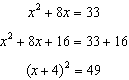 x² + 8x = 33
x² + 8x + 16 = 33 + 16
(x + 4)² = 49